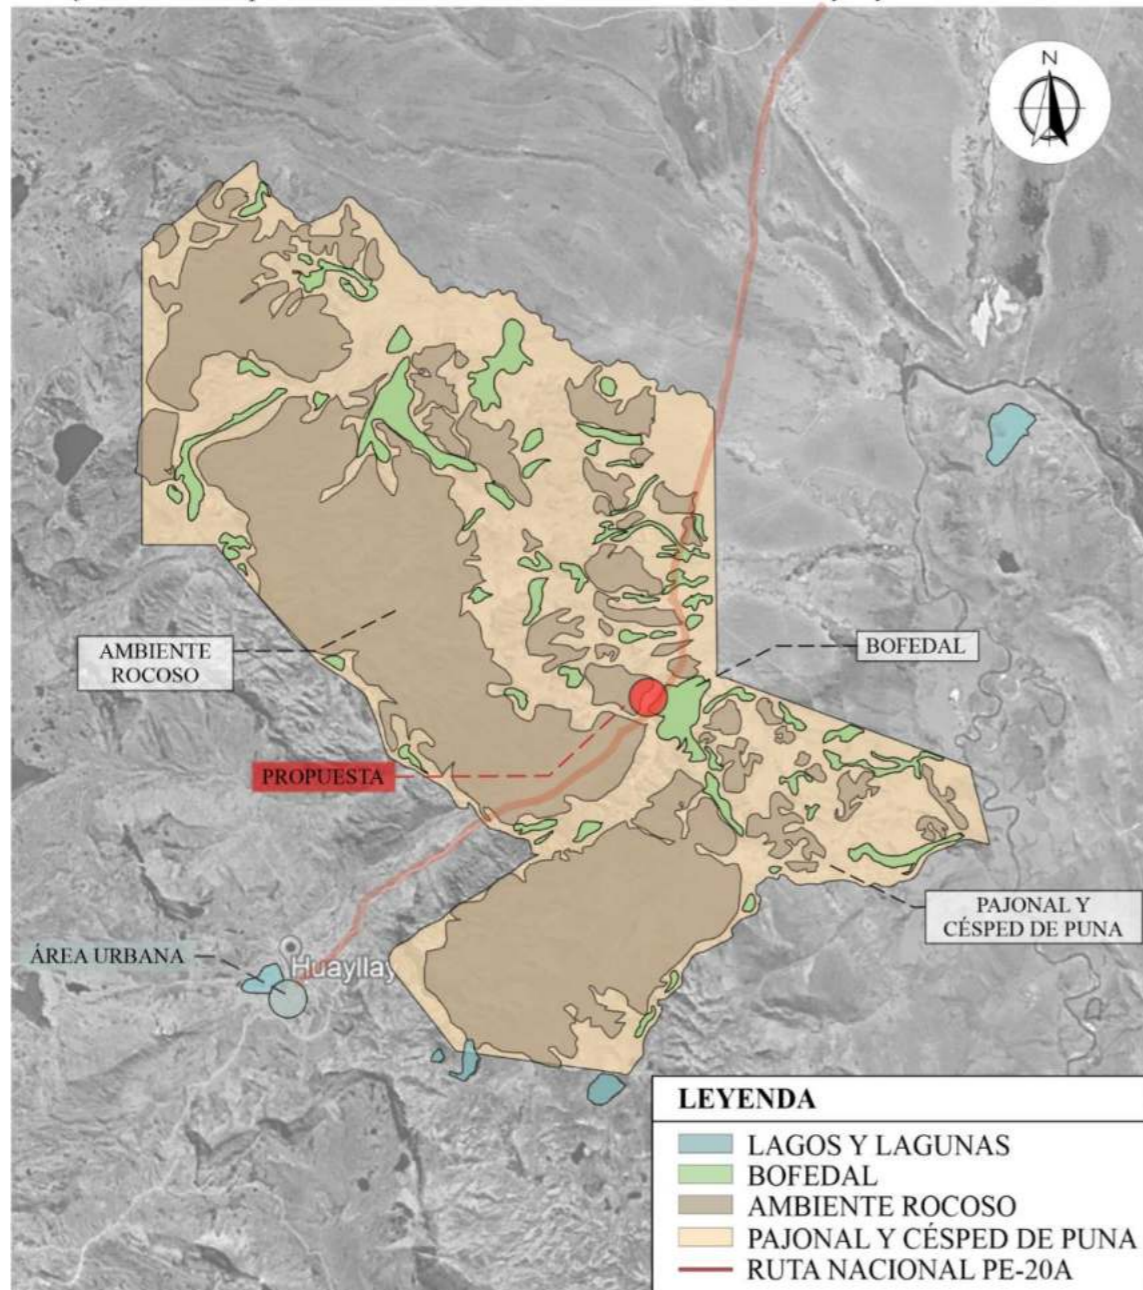 N
BOFEDAL
AMBIENTE
ROCOSO
PROPUESTA
PAJONAL Y
CÉSPED DE PUNA
ÁREA URBANA
Huayllay
LEYENDA
LAGOS Y LAGUNAS
BOFEDAL
AMBIENTE ROCOSO
PAJONAL Y CÉSPED DE PUNA
RUTA NACIONAL PE-20A